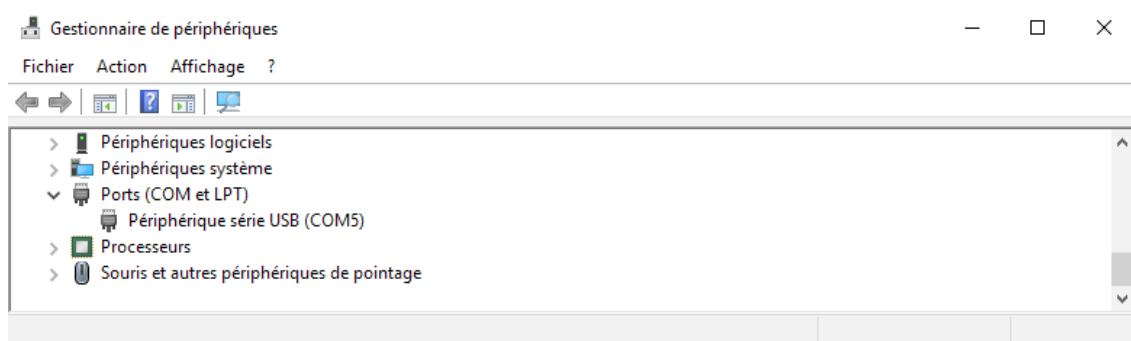 Gestionnaire de périphériques
Fichier Action Affichage ?
Périphériques logiciels
Périphériques système
Ports (COM et LPT)
Périphérique série USB (COM5)
Processeurs
Souris et autres périphériques de pointage